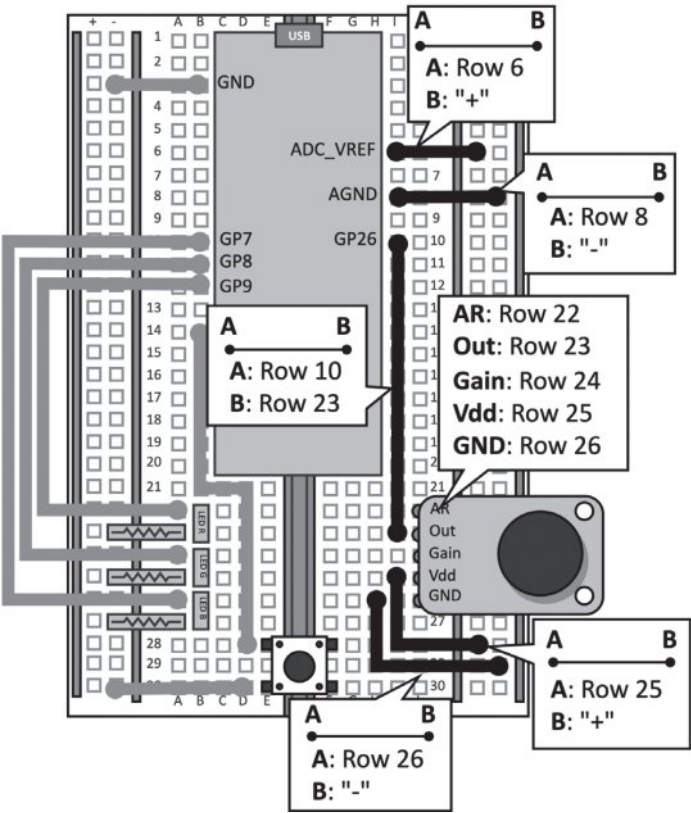 + -
A B C D E
F G H I
USB
1
2
GND
4
5
6
7
8
9
ADC_VREF
AGND
GP7
GP8
GP9
GP26
7
9
10
11
12
13
14
15
16
17
18
19
20
21
21
A B
A: Row 6
B: "+"
A B
A: Row 8
B: "-"
A B
A: Row 10
B: Row 23
AR: Row 22
Out: Row 23
Gain: Row 24
Vdd: Row 25
GND: Row 26
LED R
LED G
LED B
AR
Out
Gain
Vdd
GND
27
28
29
30
A B C D E
A B
A: Row 25
B: "+"
A B
A: Row 26
B: "-"